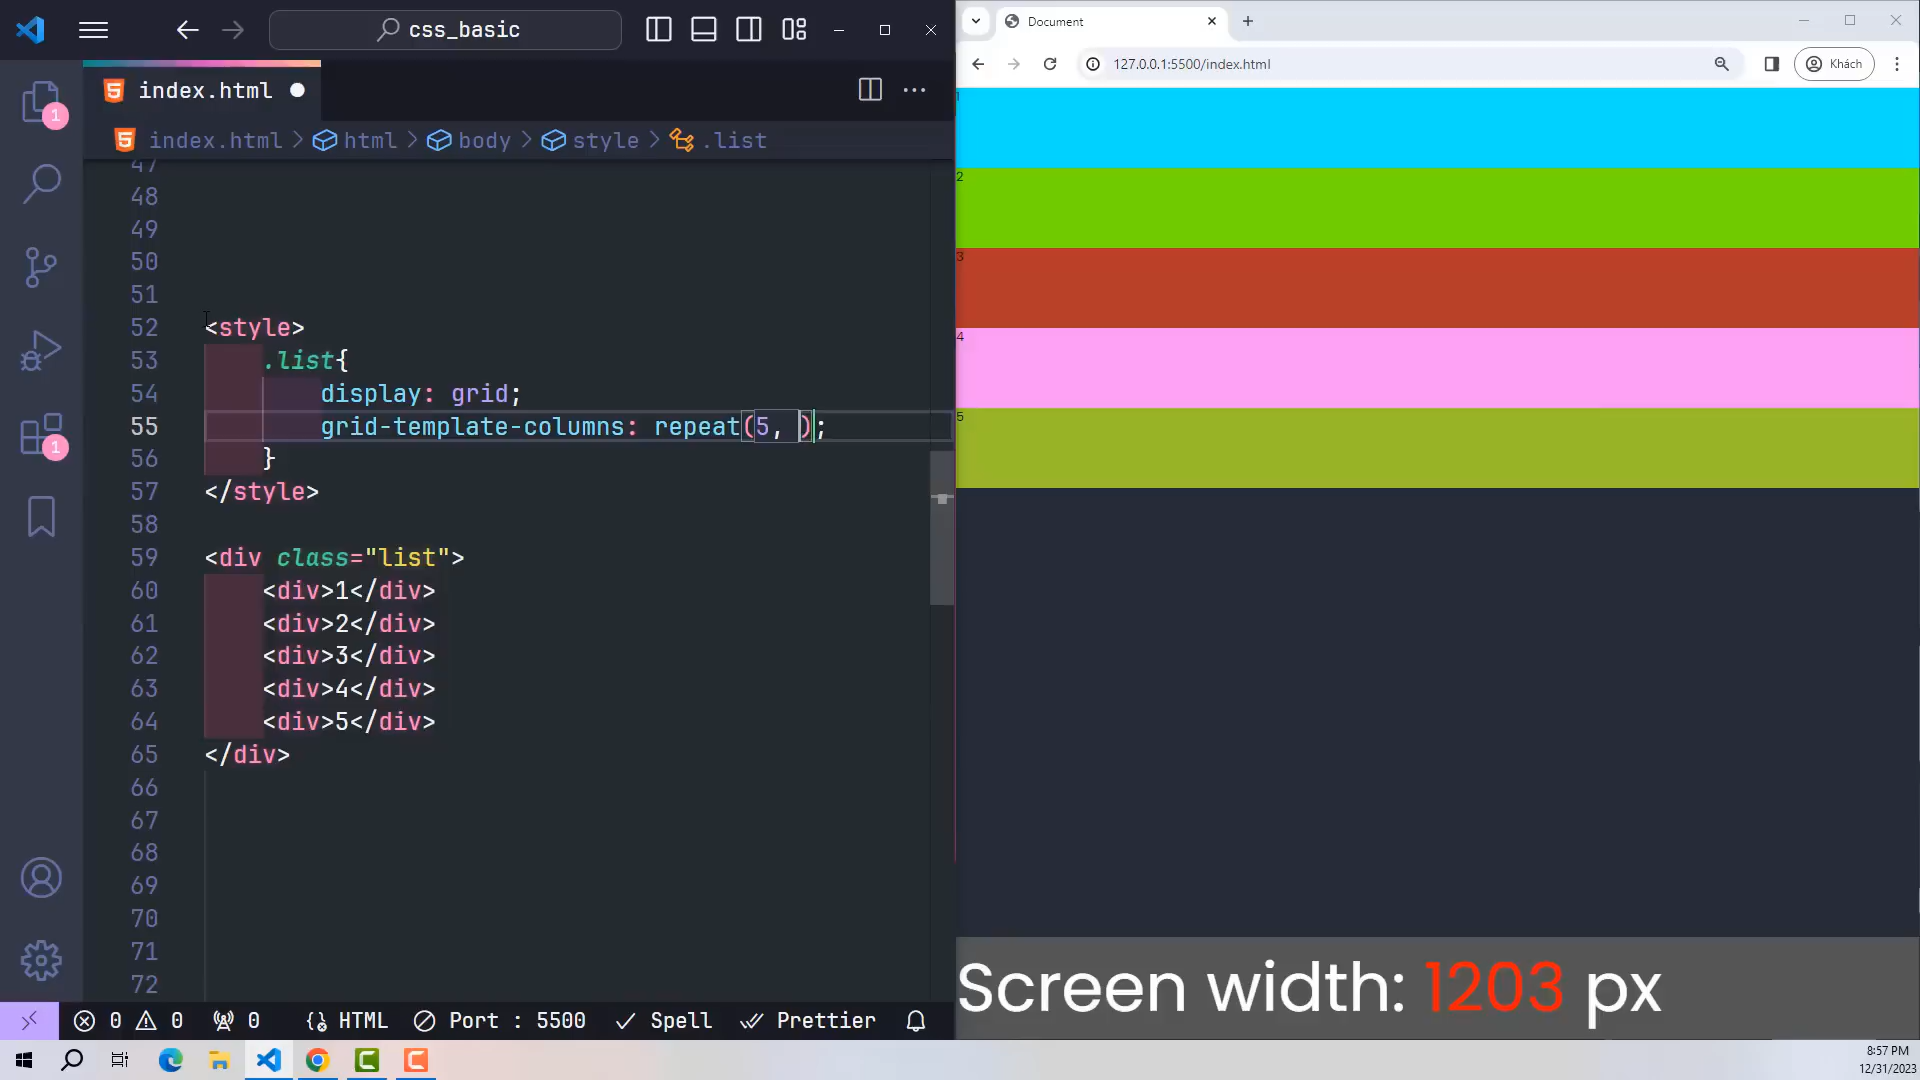 css_basic
index.html
index.html > html > body > style > .list
47
48
49
50
51
52 <style>
53 .list{
54 display: grid;
55 grid-template-columns: repeat(5, );
56 }
57 </style>
58
59 <div class="list">
60 <div>1</div>
61 <div>2</div>
62 <div>3</div>
63 <div>4</div>
64 <div>5</div>
65 </div>
66
67
68
69
70
71
72
1
1
0 0 0 HTML Port : 5500 Spell Prettier
Document
127.0.0.1:5500/index.html
Khách
1
2
3
4
5
Screen width: 1203 px
8:57 PM
12/31/2023